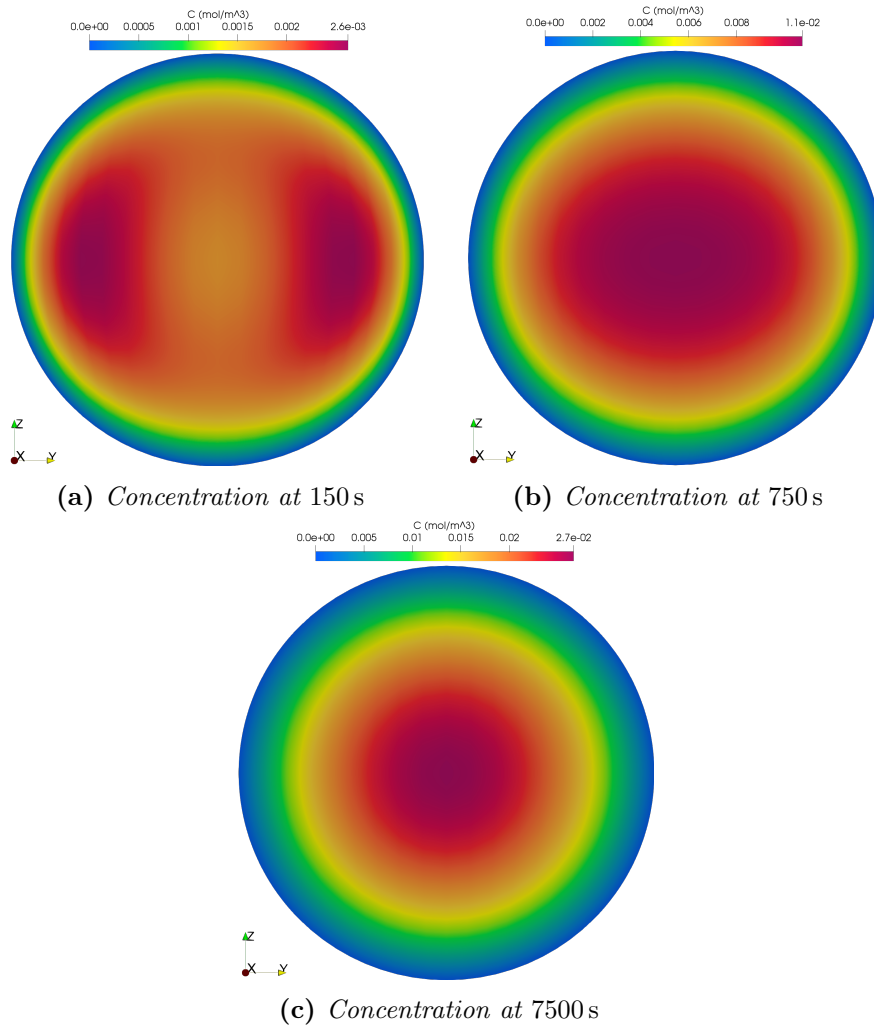 C (mol/m^3)
0.0e+00 0.0005 0.001 0.0015 0.002 2.6e-03
C (mol/m^3)
0.0e+00 0.002 0.004 0.006 0.008 1.1e-02
Z
X Y
Z
X Y
(a) Concentration at 150 s
(b) Concentration at 750 s
C (mol/m^3)
0.0e+00 0.005 0.01 0.015 0.02 2.7e-02
Z
X Y
(c) Concentration at 7500 s